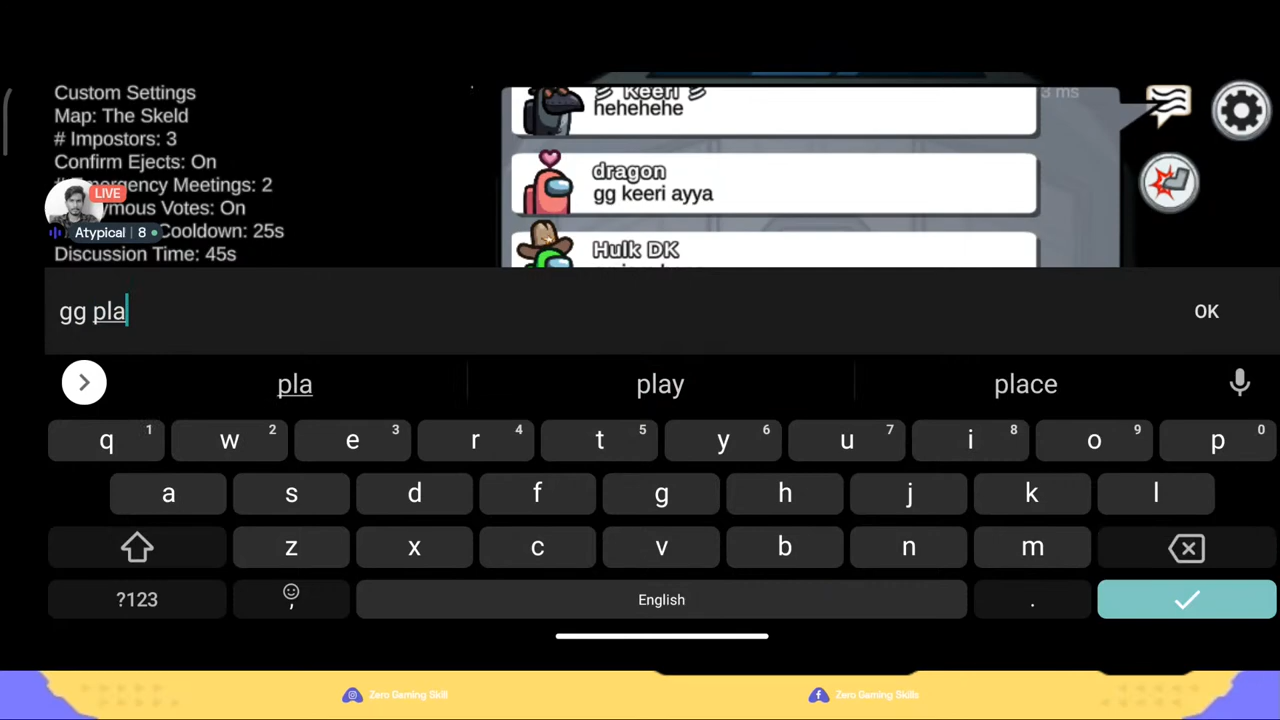 Custom Settings
Map: The Skeld
# Impostors: 3
Confirm Ejects: On
Emergency Meetings: 2
LIVE
Votes: On
Atypical | 8
Cooldown: 25s
Discussion Time: 45s
Keeri
3 ms
hehehehe
dragon
gg keeri ayya
Hulk DK
gg pla
OK
pla
play
place
q 1 w 2 e 3 r 4 t 5 y 6 u 7 i 8 o 9 p 0
a s d f g h j k l
z x c v b n m
?123 , English .
Zero Gaming Skill
Zero Gaming Skills